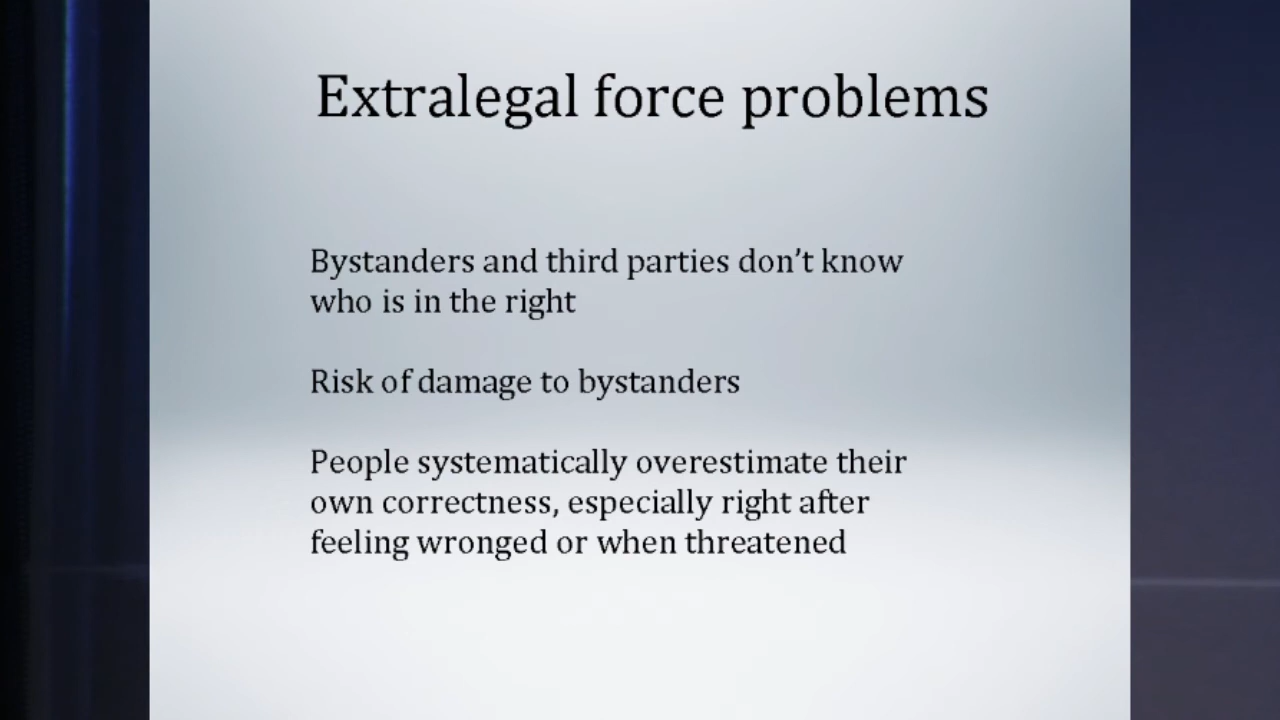 Extralegal force problems
Bystanders and third parties don’t know
who is in the right
Risk of damage to bystanders
People systematically overestimate their
own correctness, especially right after
feeling wronged or when threatened